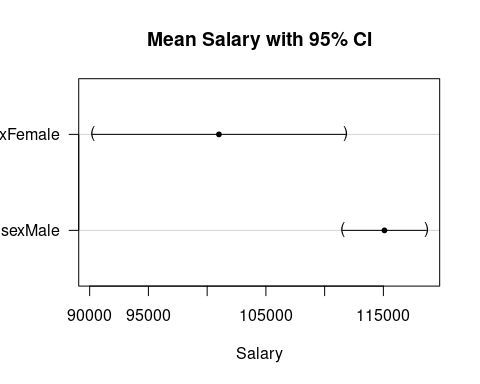 Mean Salary with 95% CI
xFemale
sexMale
90000 95000 105000 115000
Salary